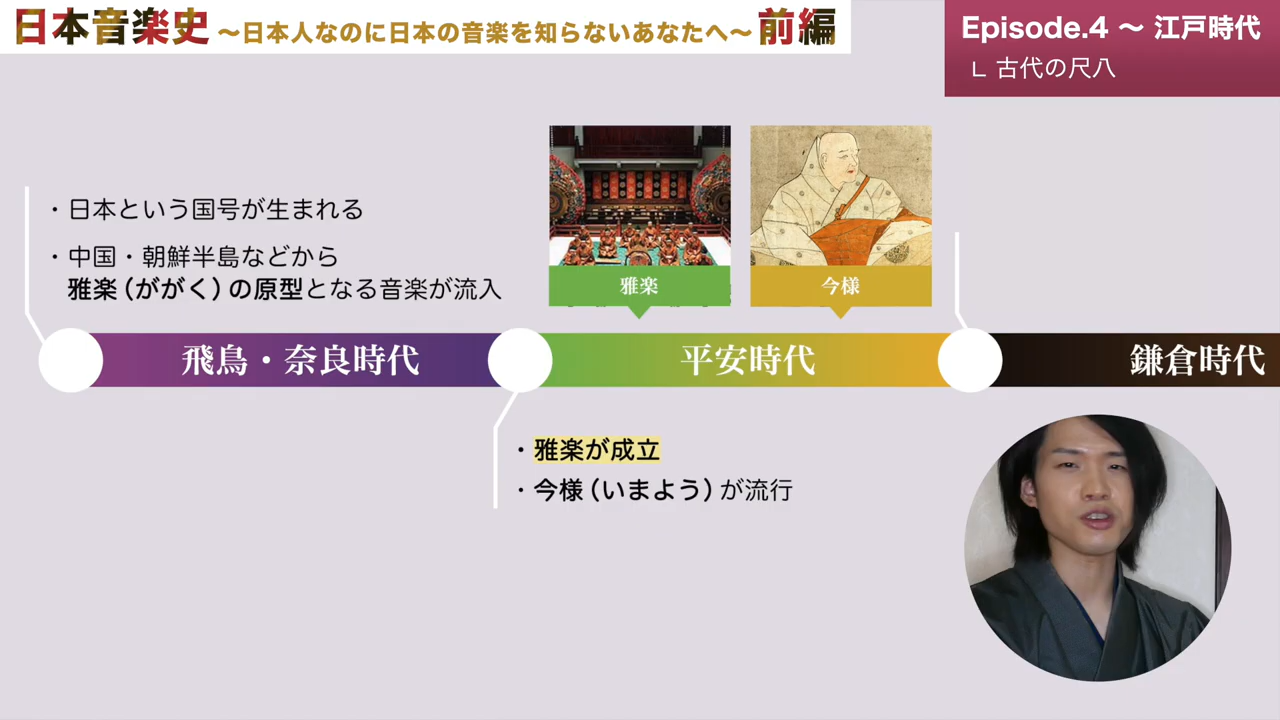 日本音楽史 〜日本人なのに日本の音楽を知らないあなたへ〜 前編
Episode.4 〜 江戸時代
∟ 古代の尺八
・日本という国号が生まれる
・中国・朝鮮半島などから
雅楽（ががく）の原型となる音楽が流入
雅楽
今様
飛鳥・奈良時代
平安時代
鎌倉時代
・雅楽が成立
・今様（いまよう）が流行